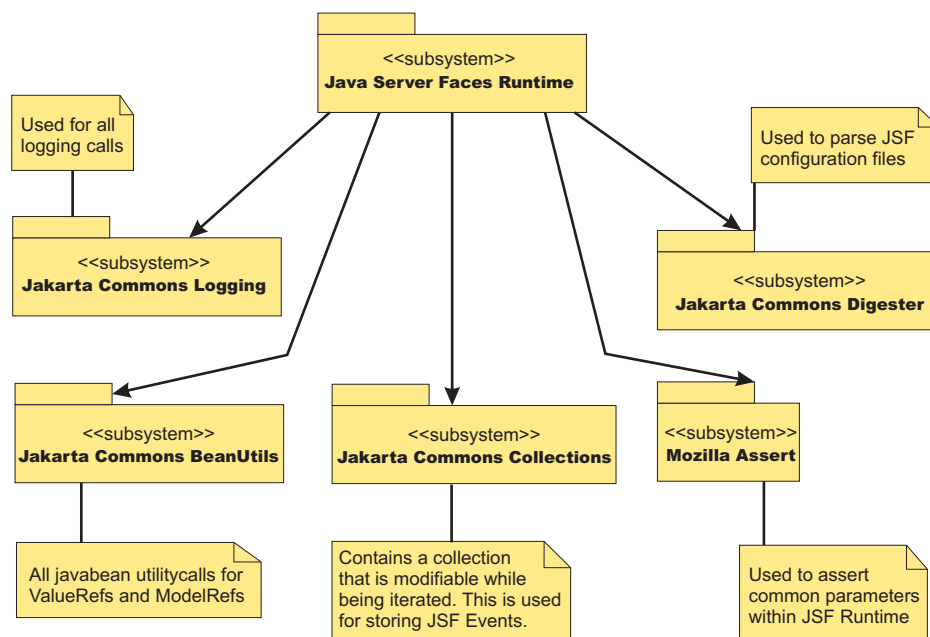 <<subsystem>>
Java Server Faces Runtime
Used for all
logging calls
Used to parse JSF
configuration files
<<subsystem>>
Jakarta Commons Logging
<<subsystem>>
Jakarta Commons Digester
<<subsystem>>
Jakarta Commons BeanUtils
<<subsystem>>
Jakarta Commons Collections
<<subsystem>>
Mozilla Assert
All javabean utilitycalls for
ValueRefs and ModelRefs
Contains a collection
that is modifiable while
being iterated. This is used
for storing JSF Events.
Used to assert
common parameters
within JSF Runtime